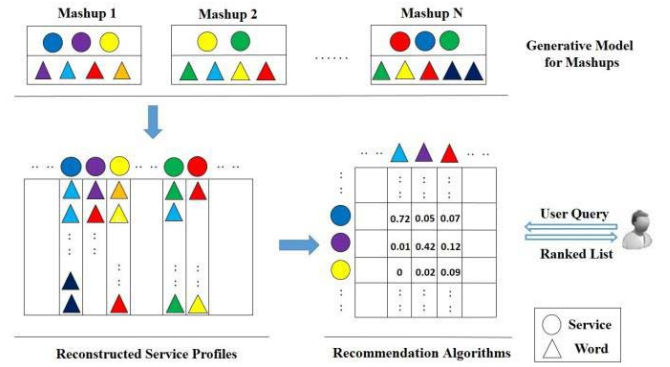 Mashup 1
Mashup 2
Mashup N
......
Generative Model
for Mashups
0.72 0.05 0.07
0.01 0.42 0.12
0 0.02 0.09
User Query
Ranked List
Service
Word
Reconstructed Service Profiles
Recommendation Algorithms